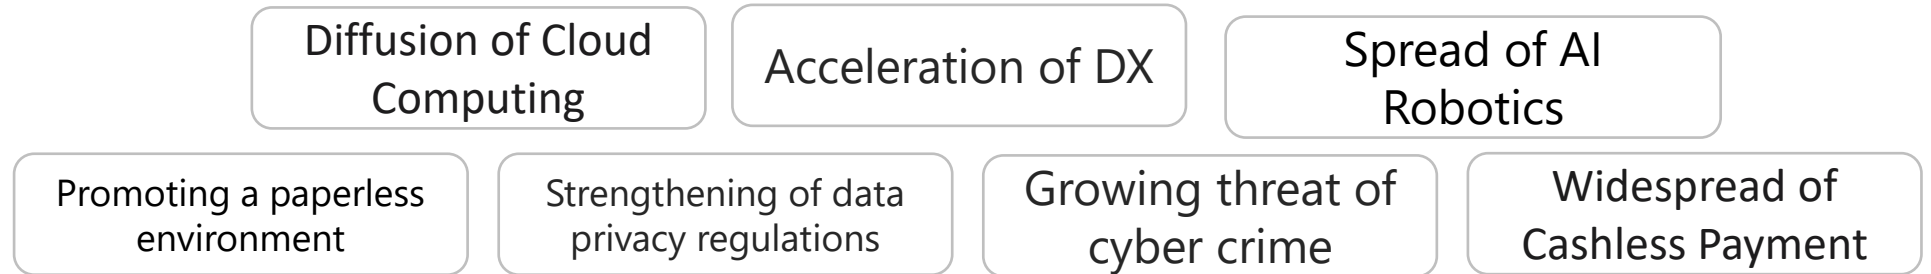 Diffusion of Cloud
Computing
Acceleration of DX
Spread of AI
Robotics
Promoting a paperless
environment
Strengthening of data
privacy regulations
Growing threat of
cyber crime
Widespread of
Cashless Payment